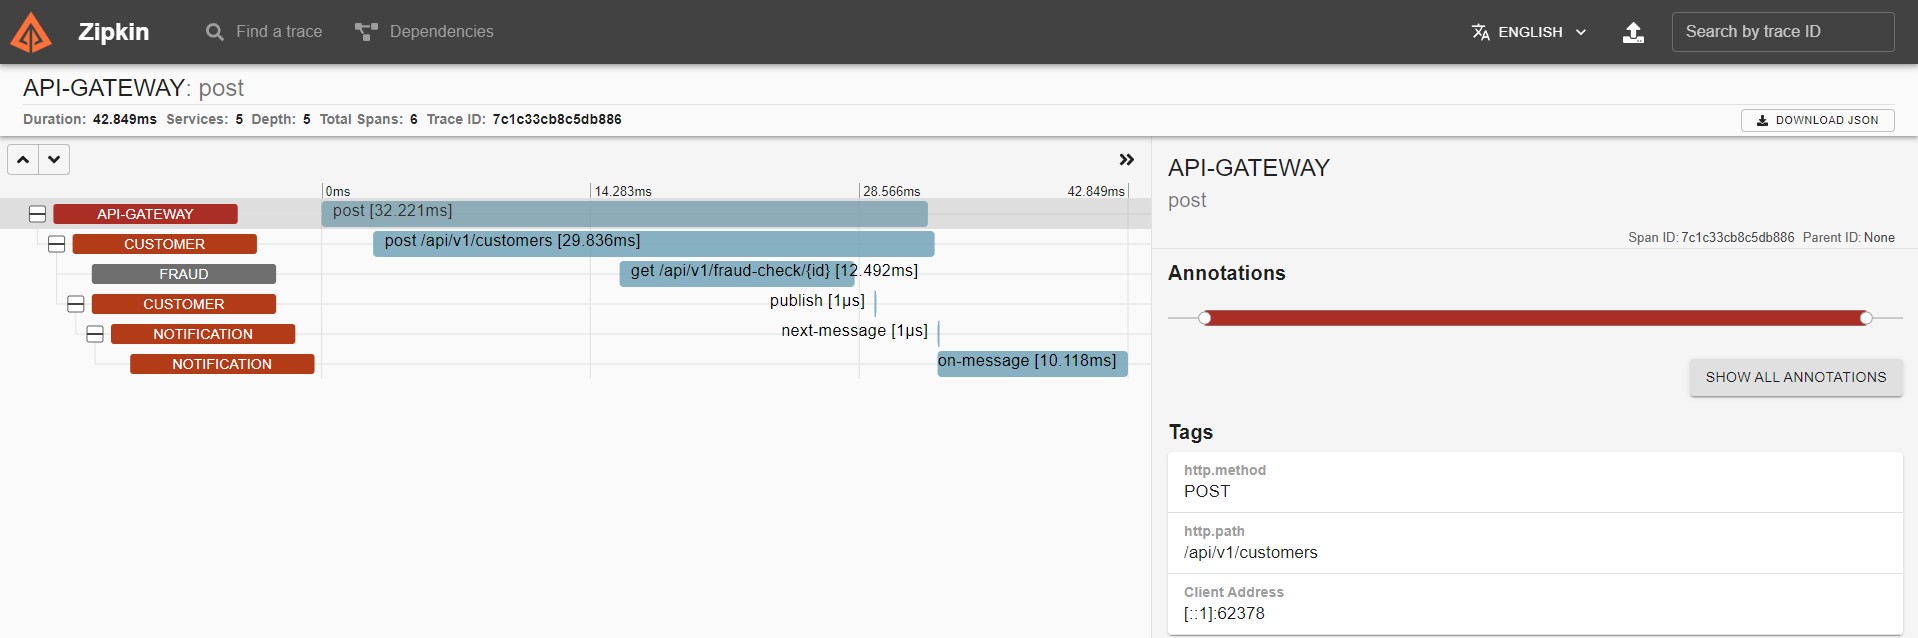 Zipkin
Find a trace
Dependencies
ENGLISH
Search by trace ID
API-GATEWAY: post
Duration: 42.849ms Services: 5 Depth: 5 Total Spans: 6 Trace ID: 7c1c33cb8c5db886
DOWNLOAD JSON
0ms
14.283ms
28.566ms
42.849ms
API-GATEWAY
post [32.221ms]
CUSTOMER
post /api/v1/customers [29.836ms]
FRAUD
get /api/v1/fraud-check/{id} [12.492ms]
CUSTOMER
publish [1μs]
NOTIFICATION
next-message [1μs]
NOTIFICATION
on-message [10.118ms]
API-GATEWAY
post
Span ID: 7c1c33cb8c5db886 Parent ID: None
Annotations
SHOW ALL ANNOTATIONS
Tags
http.method
POST
http.path
/api/v1/customers
Client Address
[::1]:62378